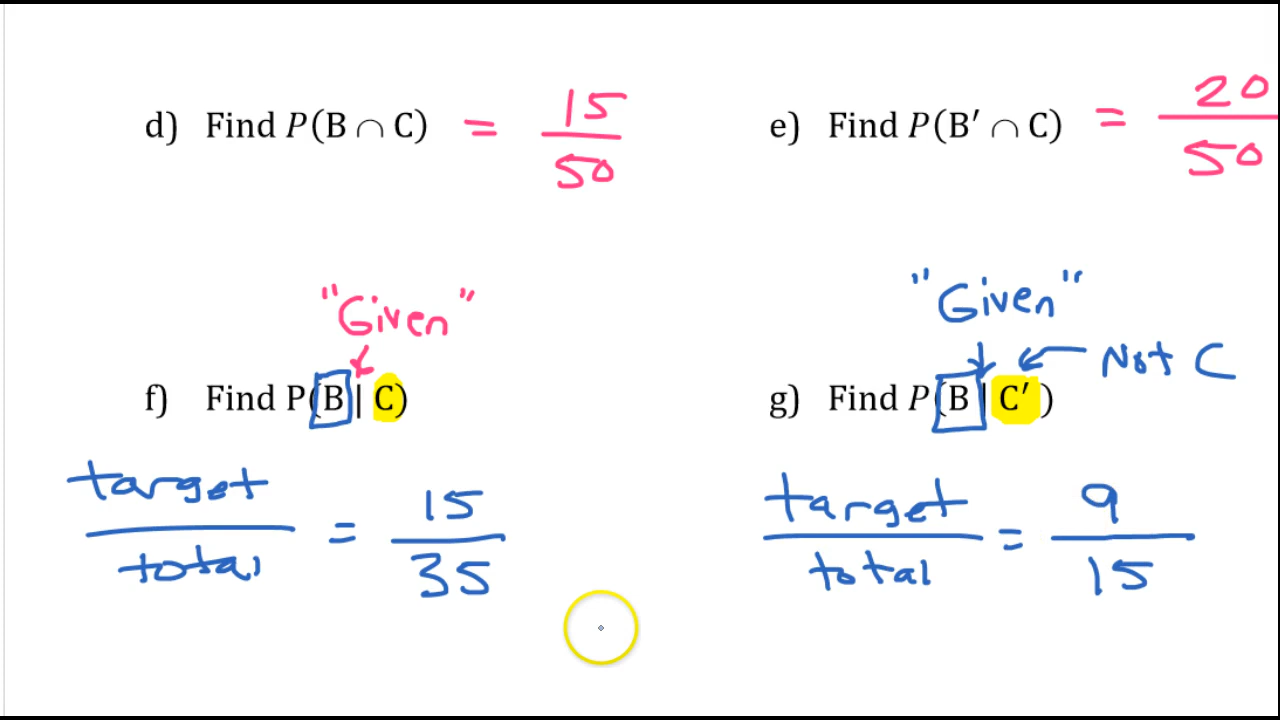 d) Find P(B ∩ C) = 15/50
e) Find P(B′ ∩ C) = 20/50
"Given"
f) Find P(B | C)
target/total = 15/35
"Given"
Not C
g) Find P(B | C′ )
target/total = 9/15